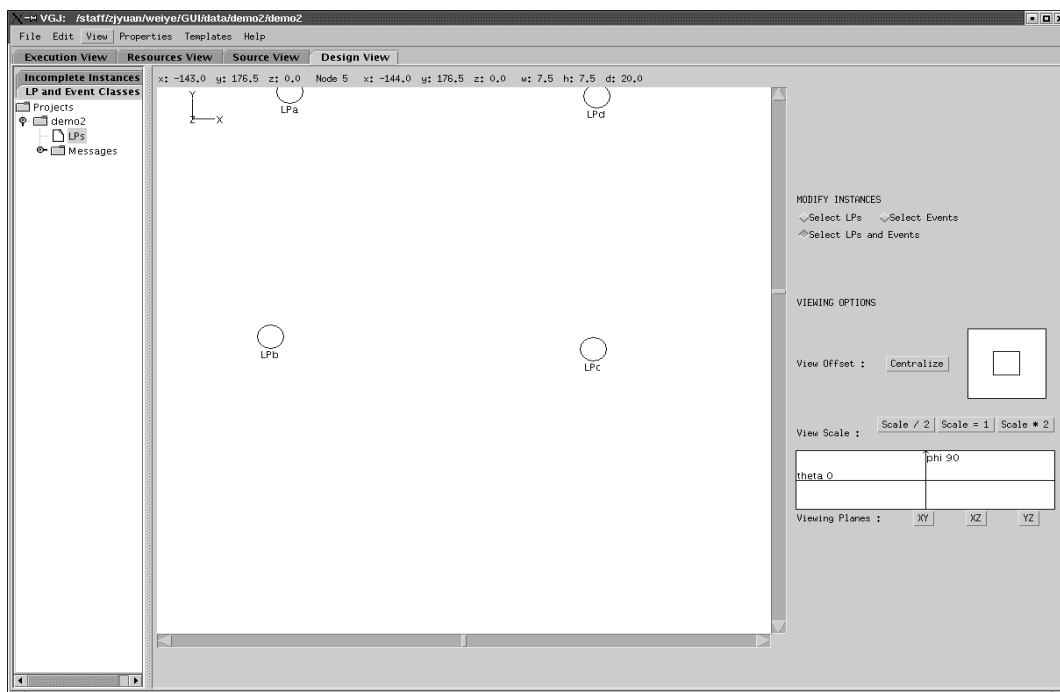 VGJ: /staff/zjyuan/weiye/GUI/data/demo2/demo2
File Edit View Properties Templates Help
Execution View Resources View Source View Design View
Incomplete Instances
LP and Event Classes
Projects
demo2
LPs
Messages
x: -143.0 y: 176.5 z: 0.0 Node 5 x: -144.0 y: 176.5 z: 0.0 w: 7.5 h: 7.5 d: 20.0
Y
Z X
LPa
LPd
LPb
LPc
MODIFY INSTANCES
Select LPs Select Events
Select LPs and Events
VIEWING OPTIONS
View Offset : Centralize
View Scale : Scale / 2 Scale = 1 Scale * 2
phi 90
theta 0
Viewing Planes : XY XZ YZ